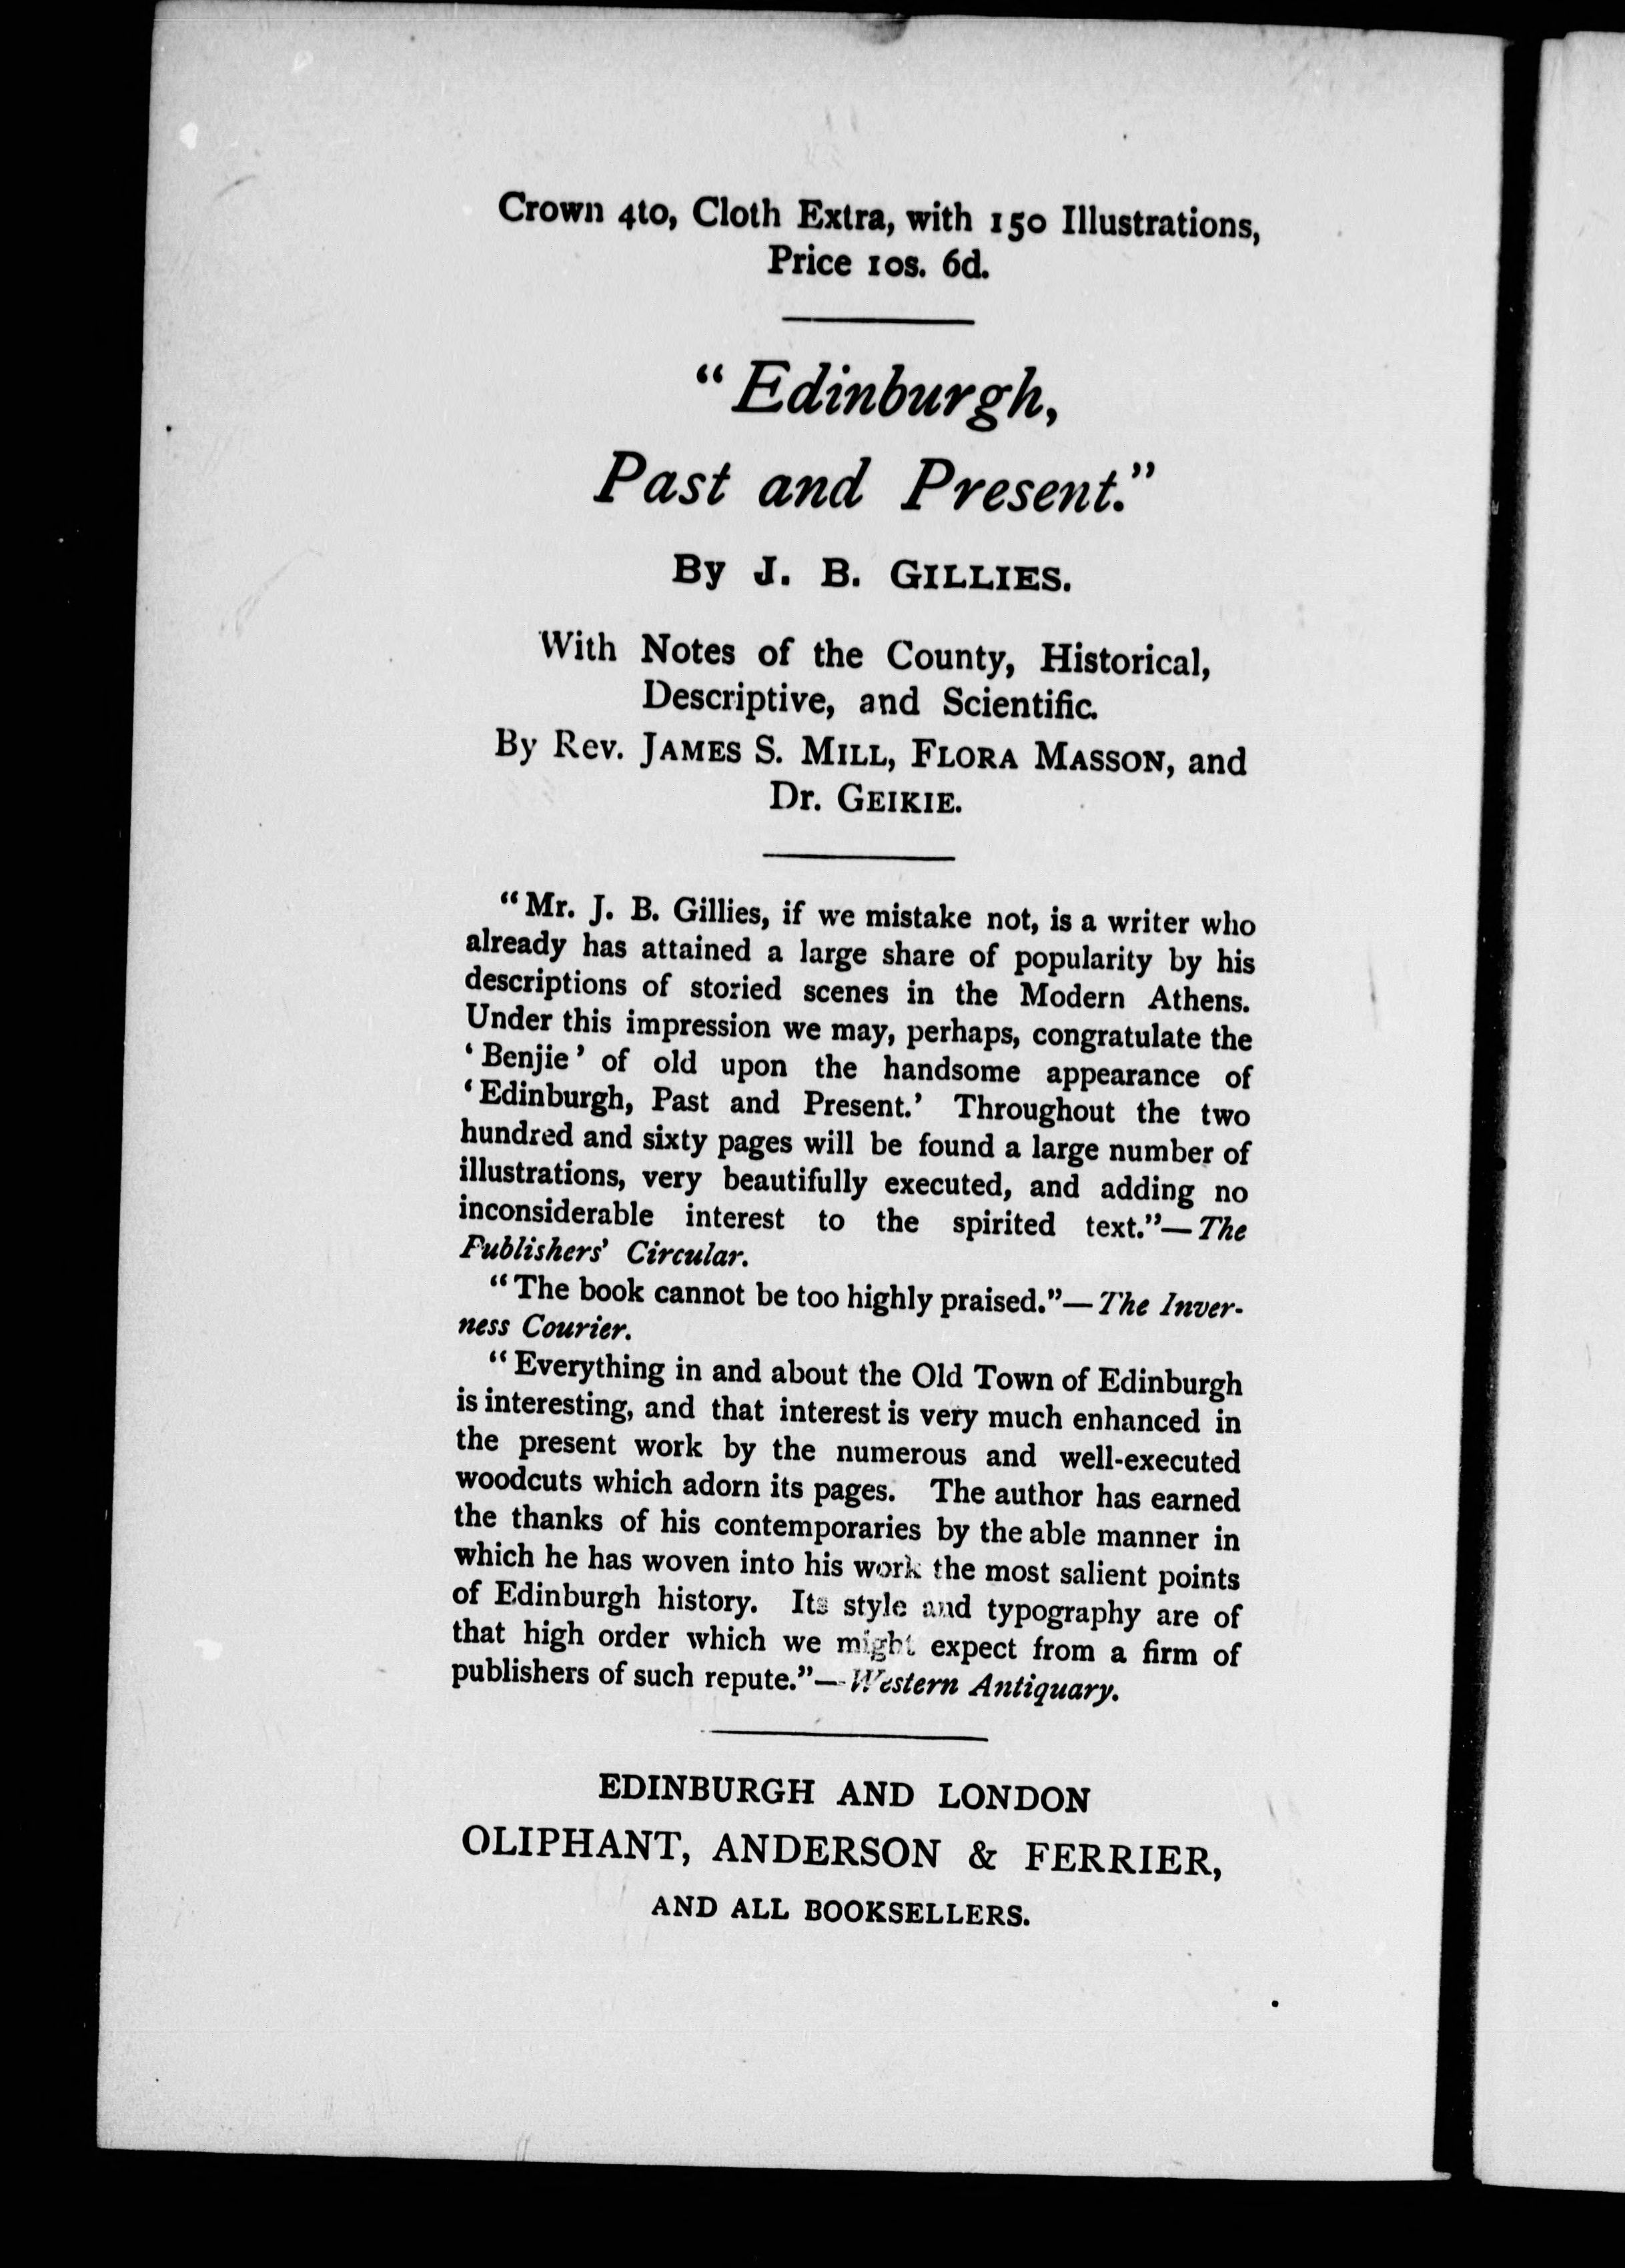 Crown 4to, Cloth Extra, with 150 Illustrations,
Price 10s. 6d.
“Edinburgh,
Past and Present.”
By J. B. GILLIES.
With Notes of the County, Historical,
Descriptive, and Scientific.
By Rev. JAMES S. MILL, FLORA MASSON, and
Dr. GEIKIE.
“Mr. J. B. Gillies, if we mistake not, is a writer who
already has attained a large share of popularity by his
descriptions of storied scenes in the Modern Athens.
Under this impression we may, perhaps, congratulate the
‘Benjie’ of old upon the handsome appearance of
‘Edinburgh, Past and Present.’ Throughout the two
hundred and sixty pages will be found a large number of
illustrations, very beautifully executed, and adding no
inconsiderable interest to the spirited text.”—The
Publishers’ Circular.
“The book cannot be too highly praised.”—The Inver-
ness Courier.
“Everything in and about the Old Town of Edinburgh
is interesting, and that interest is very much enhanced in
the present work by the numerous and well-executed
woodcuts which adorn its pages. The author has earned
the thanks of his contemporaries by the able manner in
which he has woven into his work the most salient points
of Edinburgh history. Its style and typography are of
that high order which we might expect from a firm of
publishers of such repute.”—Western Antiquary.
EDINBURGH AND LONDON
OLIPHANT, ANDERSON & FERRIER,
AND ALL BOOKSELLERS.